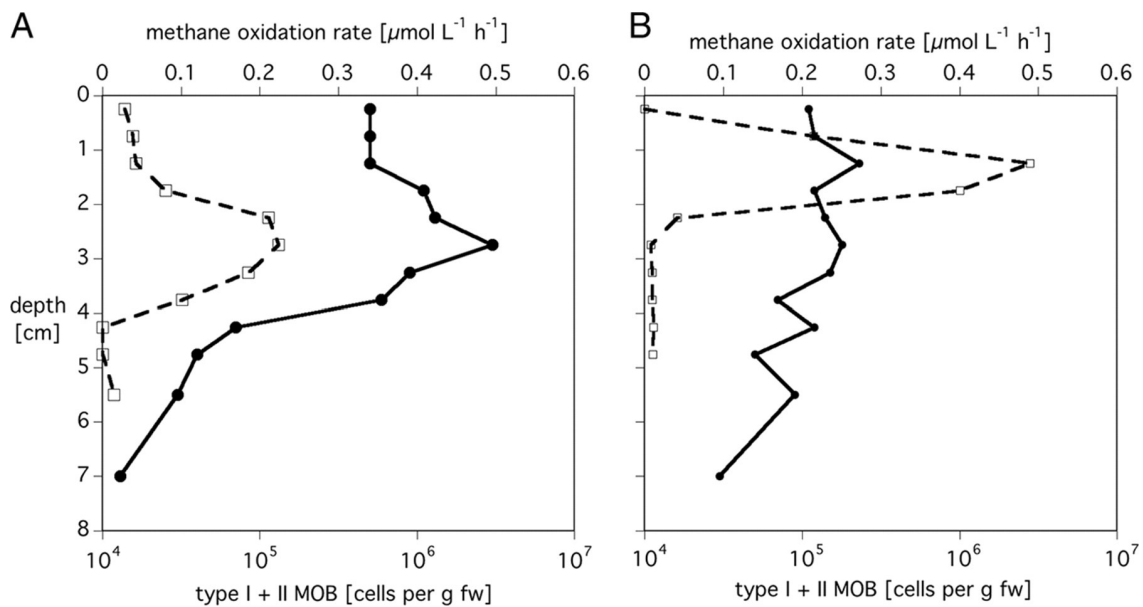 A
B
methane oxidation rate [µmol L⁻¹ h⁻¹]
methane oxidation rate [µmol L⁻¹ h⁻¹]
0 0.1 0.2 0.3 0.4 0.5 0.6
0 0.1 0.2 0.3 0.4 0.5 0.6
0
1
2
3
depth
[cm]
4
5
6
7
8
10⁴ 10⁵ 10⁶ 10⁷
10⁴ 10⁵ 10⁶ 10⁷
type I + II MOB [cells per g fw]
type I + II MOB [cells per g fw]